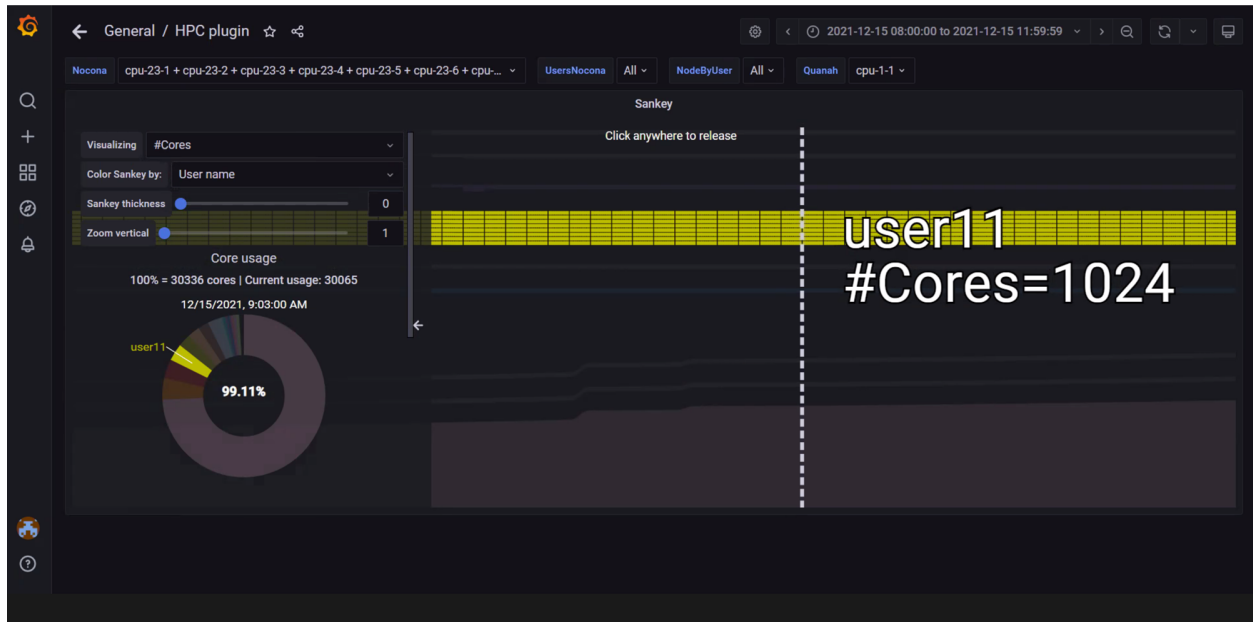 General / HPC plugin
2021-12-15 08:00:00 to 2021-12-15 11:59:59
Nocona cpu-23-1 + cpu-23-2 + cpu-23-3 + cpu-23-4 + cpu-23-5 + cpu-23-6 + cpu-... UsersNocona All NodeByUser All Quanah cpu-1-1
Sankey
Click anywhere to release
Visualizing #Cores
Color Sankey by: User name
Sankey thickness 0
Zoom vertical 1
Core usage
100% = 30336 cores | Current usage: 30065
12/15/2021, 9:03:00 AM
user11
99.11%
user11
#Cores=1024